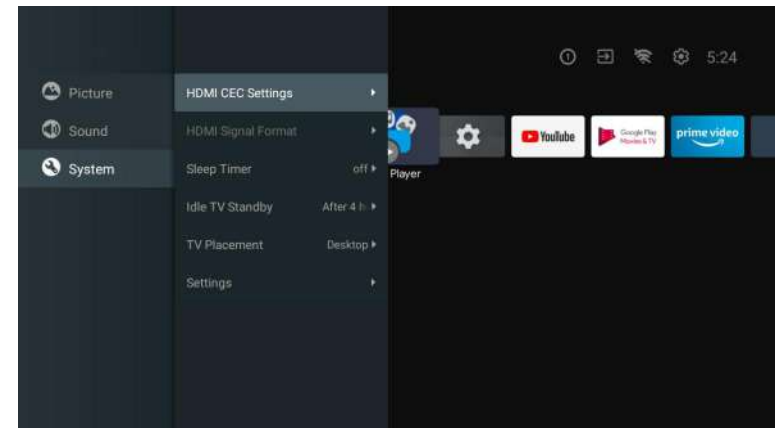 5:24
Picture
Sound
System
HDMI CEC Settings
HDMI Signal Format
Sleep Timer off
Idle TV Standby After 4 h
TV Placement Desktop
Settings
Player
YouTube
Google Play
Movies & TV
prime video